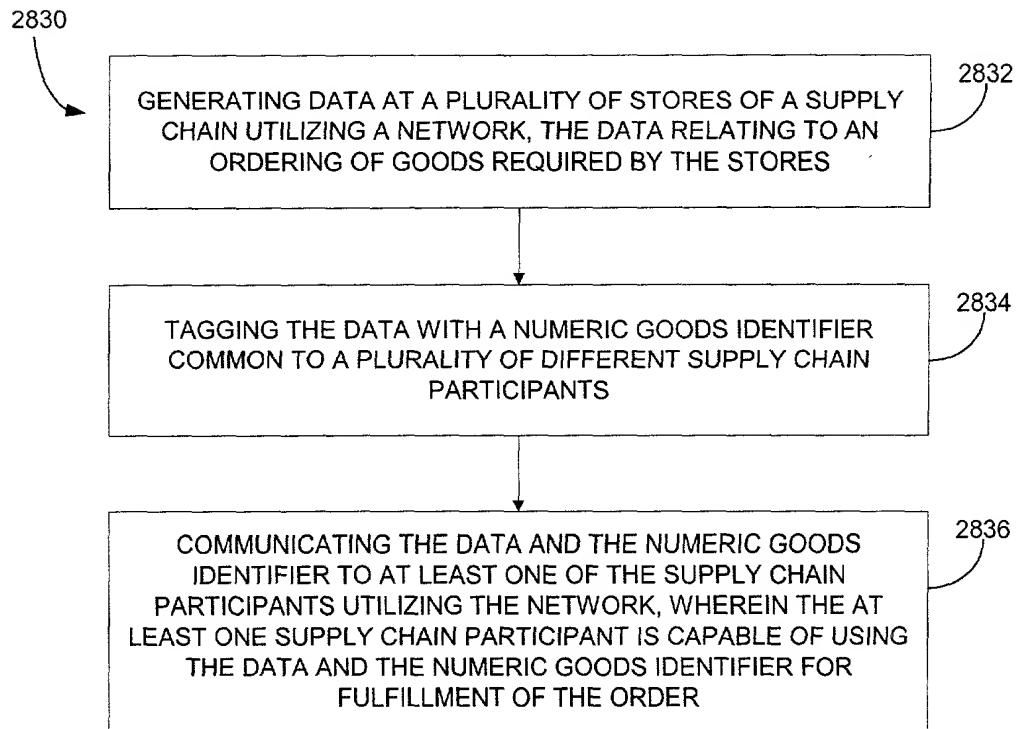 2830
GENERATING DATA AT A PLURALITY OF STORES OF A SUPPLY
CHAIN UTILIZING A NETWORK, THE DATA RELATING TO AN
ORDERING OF GOODS REQUIRED BY THE STORES
2832
TAGGING THE DATA WITH A NUMERIC GOODS IDENTIFIER
COMMON TO A PLURALITY OF DIFFERENT SUPPLY CHAIN
PARTICIPANTS
2834
COMMUNICATING THE DATA AND THE NUMERIC GOODS
IDENTIFIER TO AT LEAST ONE OF THE SUPPLY CHAIN
PARTICIPANTS UTILIZING THE NETWORK, WHEREIN THE AT
LEAST ONE SUPPLY CHAIN PARTICIPANT IS CAPABLE OF USING
THE DATA AND THE NUMERIC GOODS IDENTIFIER FOR
FULFILLMENT OF THE ORDER
2836